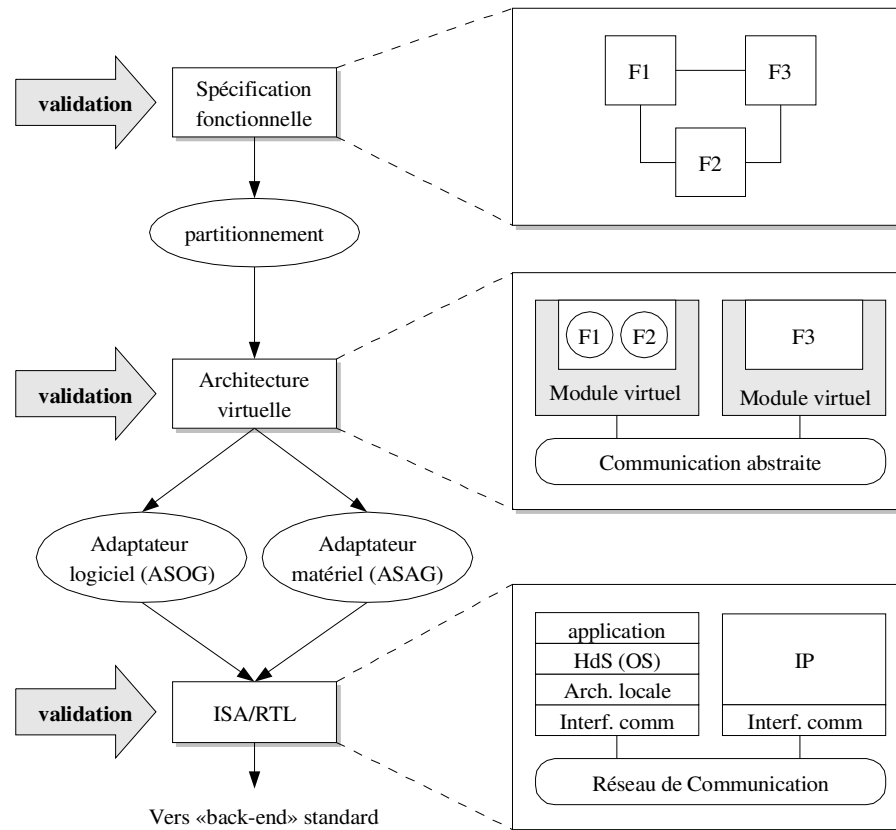 validation
Spécification
fonctionnelle
F1
F3
F2
partitionnement
validation
Architecture
virtuelle
F1
F2
Module virtuel
F3
Module virtuel
Communication abstraite
Adaptateur
logiciel (ASOG)
Adaptateur
matériel (ASAG)
validation
ISA/RTL
application
HdS (OS)
Arch. locale
Interf. comm
IP
Interf. comm
Réseau de Communication
Vers «back-end» standard